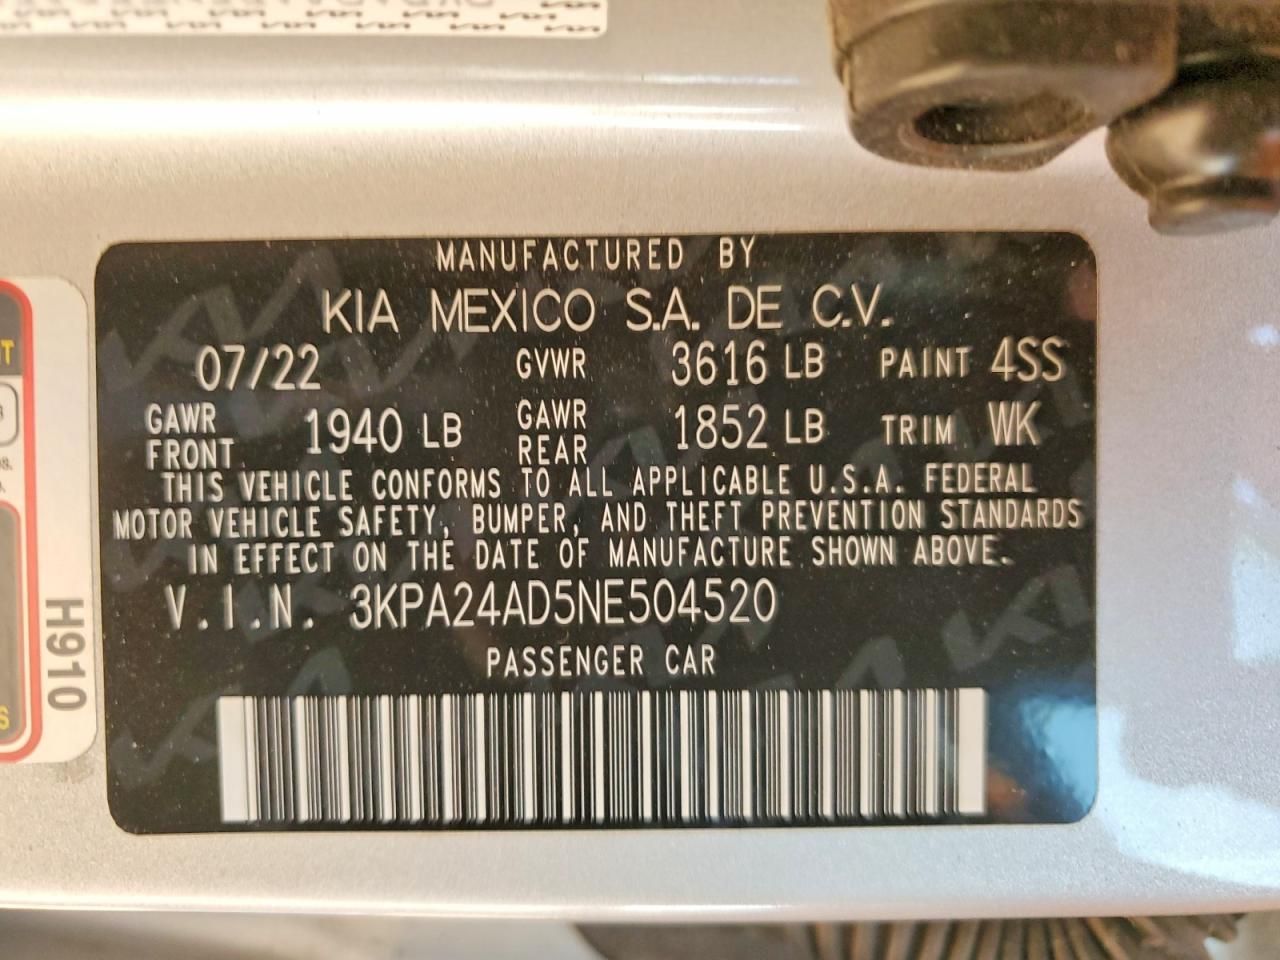 MANUFACTURED BY
KIA MEXICO S.A. DE C.V.
07/22 GVWR 3616 LB PAINT 4SS
GAWR FRONT 1940 LB GAWR REAR 1852 LB TRIM WK
THIS VEHICLE CONFORMS TO ALL APPLICABLE U.S.A. FEDERAL
MOTOR VEHICLE SAFETY, BUMPER, AND THEFT PREVENTION STANDARDS
IN EFFECT ON THE DATE OF MANUFACTURE SHOWN ABOVE.
V.I.N. 3KPA24AD5NE504520
PASSENGER CAR
H910